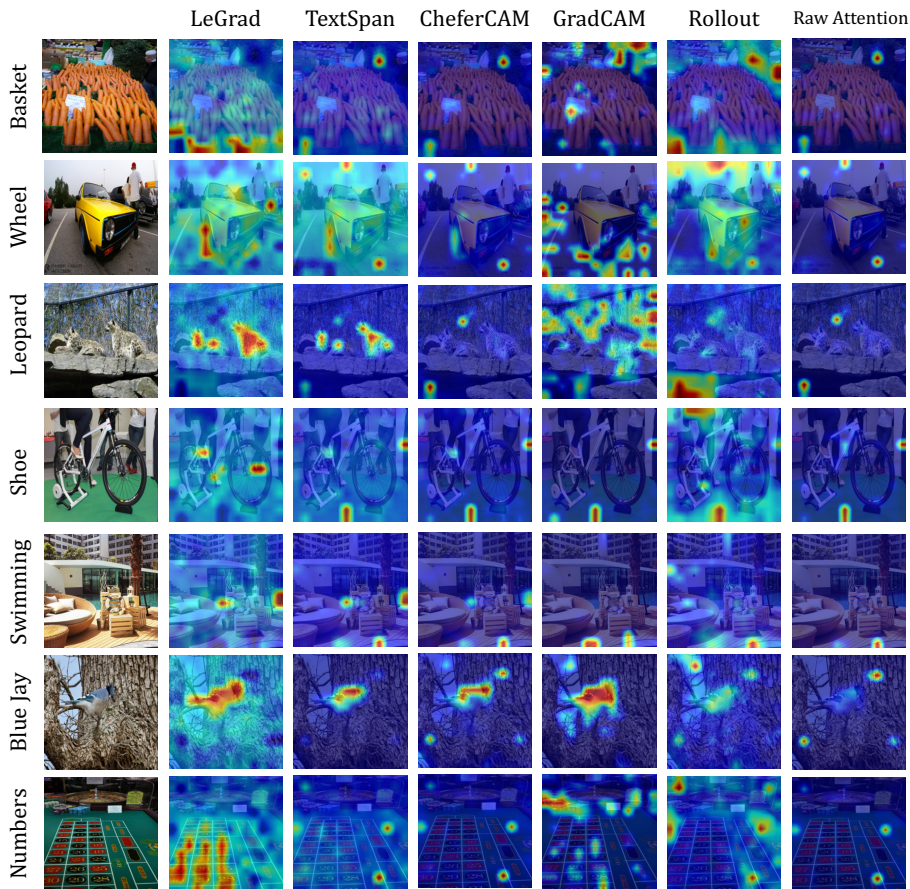 LeGrad TextSpan CheferCAM GradCAM Rollout Raw Attention
Basket
Wheel
Leopard
Shoe
Swimming
Blue Jay
Numbers